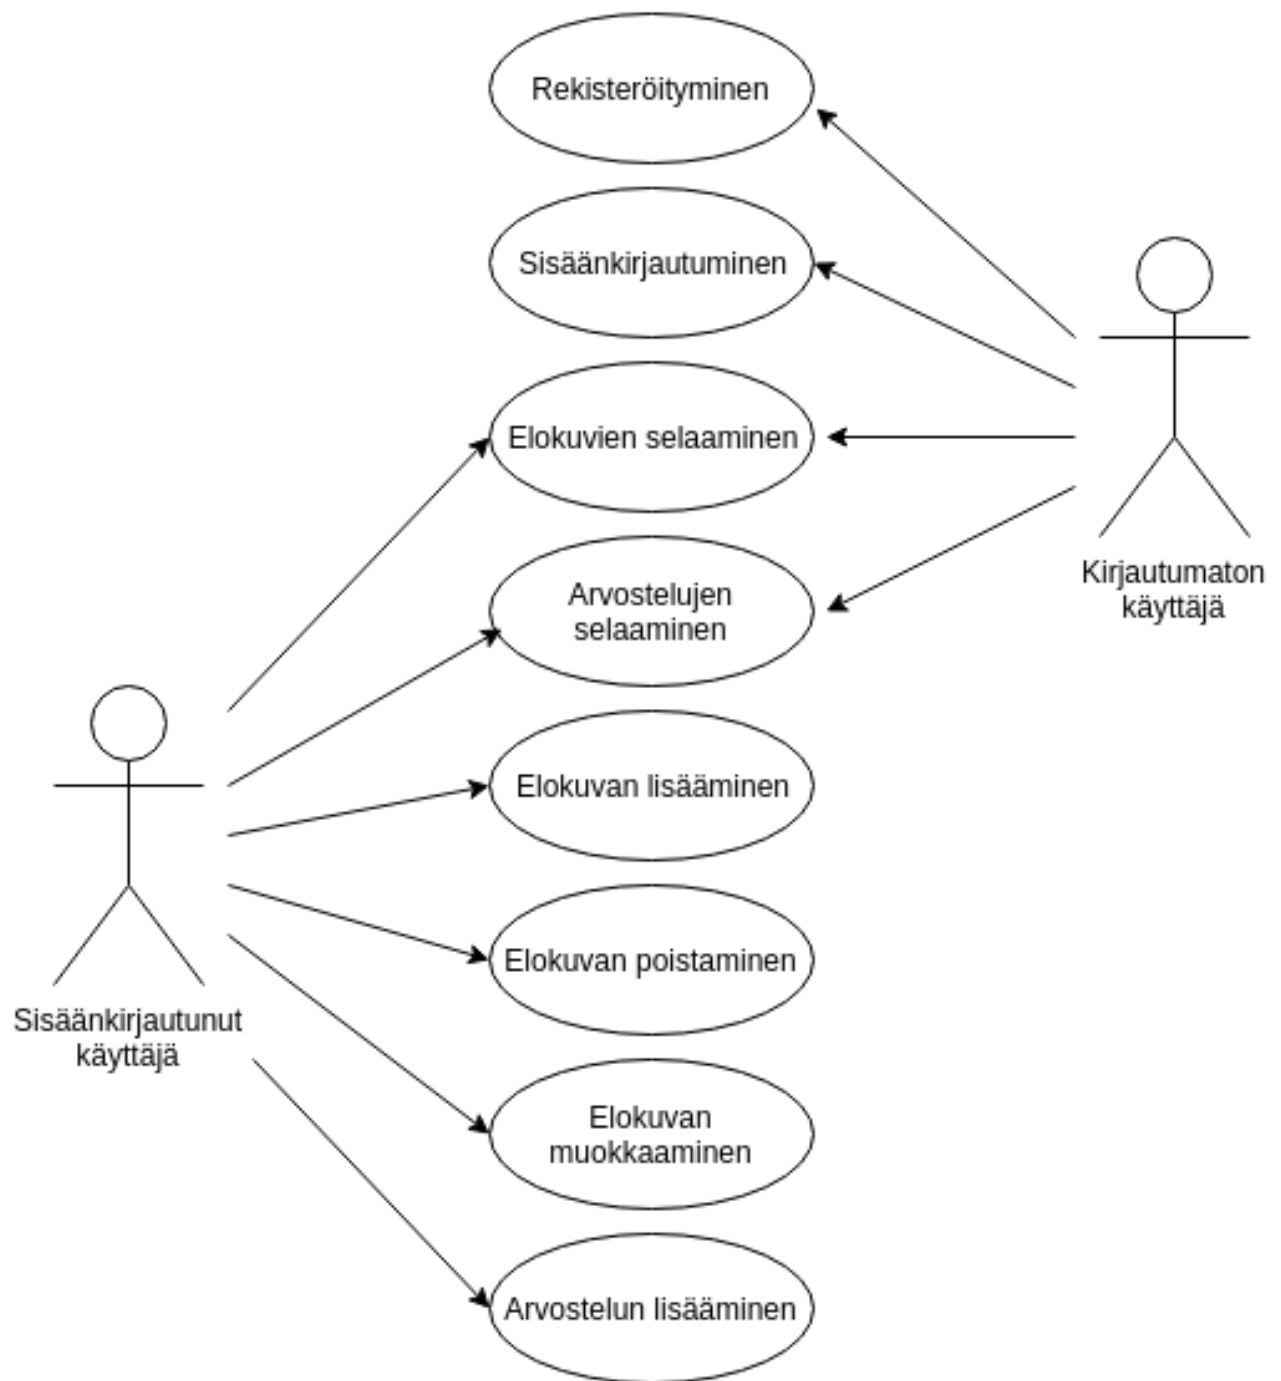 Rekisteröityminen
Sisäänkirjautuminen
Elokuvien selaaminen
Arvostelujen
selaaminen
Kirjautumaton
käyttäjä
Elokuvan lisääminen
Elokuvan poistaminen
Sisäänkirjautunut
käyttäjä
Elokuvan
muokkaaminen
Arvostelun lisääminen